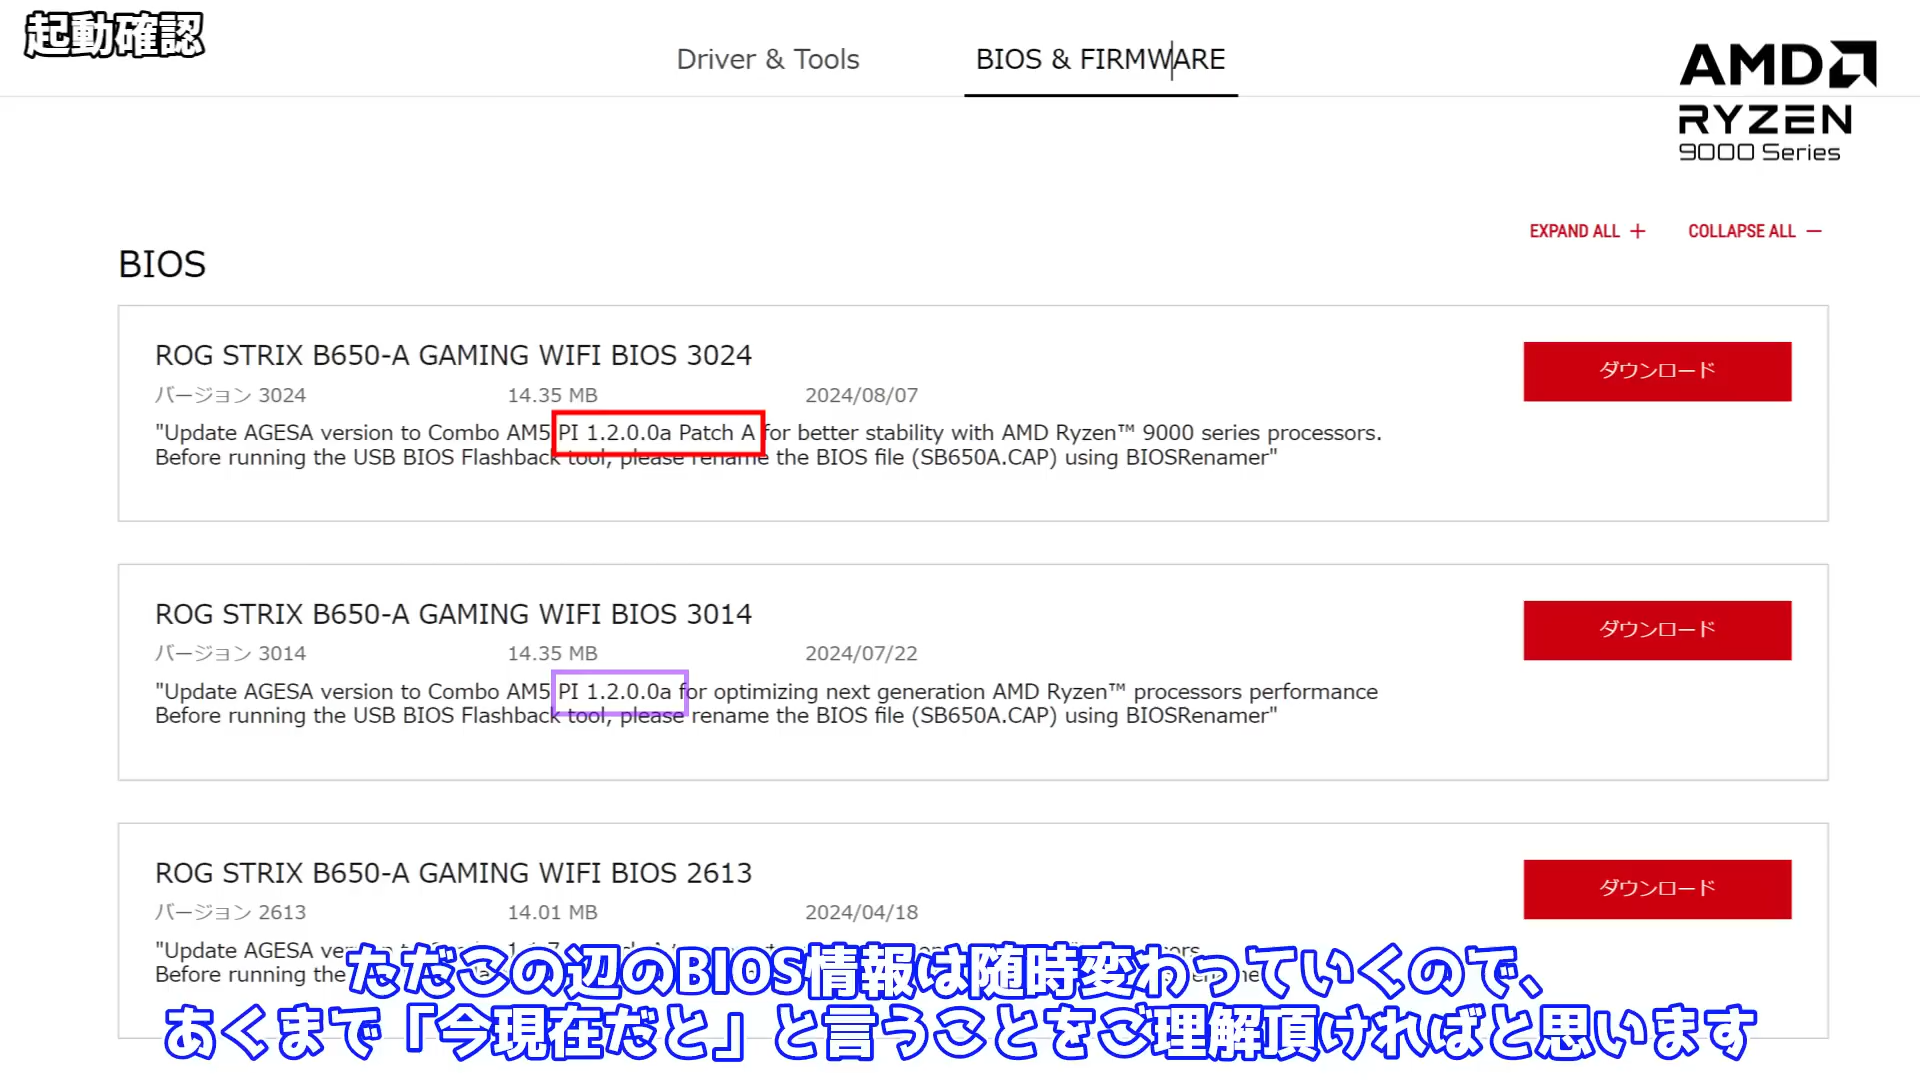 起動確認
Driver & Tools
BIOS & FIRMWARE
AMD
RYZEN
9000 Series
EXPAND ALL +
COLLAPSE ALL −
BIOS
ROG STRIX B650-A GAMING WIFI BIOS 3024
ダウンロード
バージョン 3024 14.35 MB 2024/08/07
"Update AGESA version to Combo AM5 PI 1.2.0.0a Patch A for better stability with AMD Ryzen™ 9000 series processors.
Before running the USB BIOS Flashback tool, please rename the BIOS file (SB650A.CAP) using BIOSRenamer"
ROG STRIX B650-A GAMING WIFI BIOS 3014
ダウンロード
バージョン 3014 14.35 MB 2024/07/22
"Update AGESA version to Combo AM5 PI 1.2.0.0a for optimizing next generation AMD Ryzen™ processors performance
Before running the USB BIOS Flashback tool, please rename the BIOS file (SB650A.CAP) using BIOSRenamer"
ROG STRIX B650-A GAMING WIFI BIOS 2613
ダウンロード
バージョン 2613 14.01 MB 2024/04/18
"Update AGESA
Before running the
ただこの辺のBIOS情報は随時変わっていくので、
あくまで「今現在だと」と言うことをご理解頂ければと思います